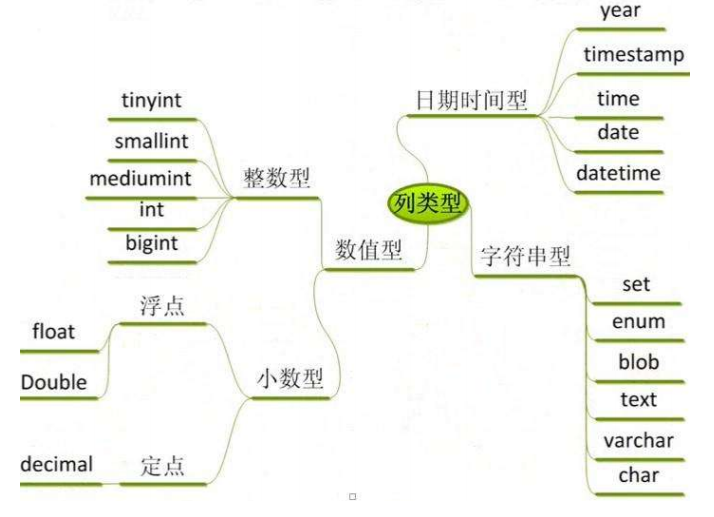 year
timestamp
日期时间型
time
date
datetime
tinyint
smallint
mediumint
int
bigint
整数型
列类型
数值型
字符串型
set
enum
blob
text
varchar
char
浮点
float
Double
小数型
decimal
定点